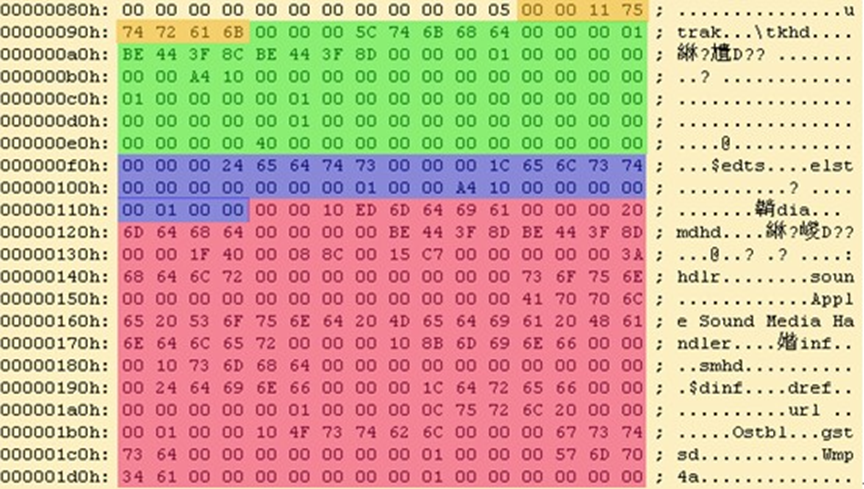 00000080h: 00 00 00 00 00 00 00 00 00 00 00 05 00 00 11 75 ; ...............u
00000090h: 74 72 61 6B 00 00 00 5C 74 6B 68 64 00 00 00 01 ; trak...\tkhd....
000000a0h: BE 44 3F 8C BE 44 3F 8D 00 00 00 01 00 00 00 00 ; 綝?尶D?? ........
000000b0h: 00 00 A4 10 00 00 00 00 00 00 00 00 00 00 00 00 ; ..? ............
000000c0h: 01 00 00 00 00 01 00 00 00 00 00 00 00 00 00 00 ; ................
000000d0h: 00 00 00 00 00 01 00 00 00 00 00 00 00 00 00 00 ; ................
000000e0h: 00 00 00 00 40 00 00 00 00 00 00 00 00 00 00 00 ; ....@...........
000000f0h: 00 00 00 24 65 64 74 73 00 00 00 1C 65 6C 73 74 ; ...$edts....elst
00000100h: 00 00 00 00 00 00 00 01 00 00 A4 10 00 00 00 00 ; ..........? ....
00000110h: 00 01 00 00 00 00 10 ED 6D 64 69 61 00 00 00 20 ; .......韒dia...
00000120h: 6D 64 68 64 00 00 00 00 BE 44 3F 8D BE 44 3F 8D ; mdhd....綝?峻D??
00000130h: 00 00 1F 40 00 08 8C 00 15 C7 00 00 00 00 00 3A ; ...@..? .? ....:
00000140h: 68 64 6C 72 00 00 00 00 00 00 00 00 73 6F 75 6E ; hdlr........soun
00000150h: 00 00 00 00 00 00 00 00 00 00 00 00 41 70 70 6C ; ............Appl
00000160h: 65 20 53 6F 75 6E 64 20 4D 65 64 69 61 20 48 61 ; e Sound Media Ha
00000170h: 6E 64 6C 65 72 00 00 00 10 8B 6D 69 6E 66 00 00 ; ndler....媘inf..
00000180h: 00 10 73 6D 68 64 00 00 00 00 00 00 00 00 00 00 ; ..smhd..........
00000190h: 00 24 64 69 6E 66 00 00 00 1C 64 72 65 66 00 00 ; .$dinf....dref..
000001a0h: 00 00 00 00 00 01 00 00 00 0C 75 72 6C 20 00 00 ; ..........url ..
000001b0h: 00 01 00 00 10 4F 73 74 62 6C 00 00 00 67 73 74 ; .....Ostbl...gst
000001c0h: 73 64 00 00 00 00 00 00 00 01 00 00 00 57 6D 70 ; sd...........Wmp
000001d0h: 34 61 00 00 00 00 00 00 00 01 00 00 00 00 00 00 ; 4a..............